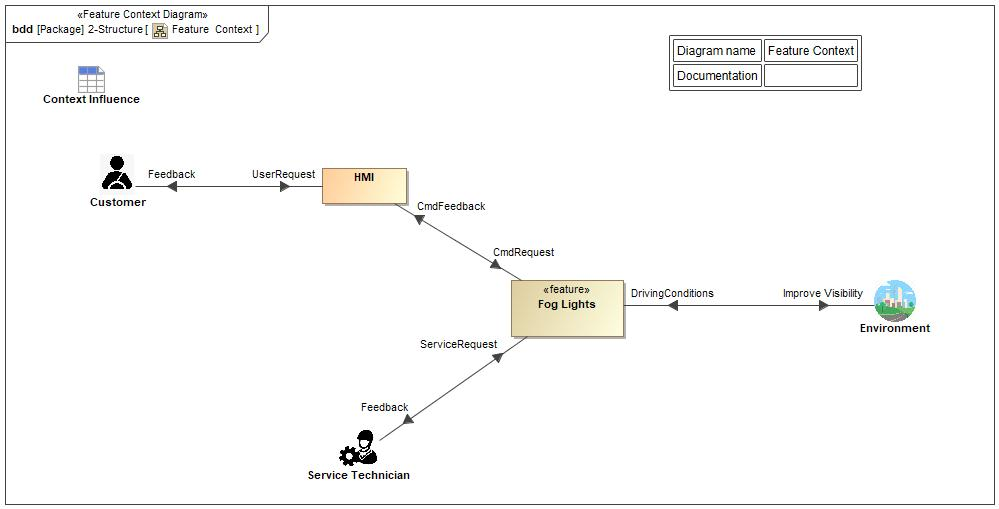 «Feature Context Diagram»
bdd [Package] 2-Structure [ Feature Context ]
Diagram name Feature Context
Documentation
Context Influence
Feedback UserRequest
HMI
Customer
CmdFeedback
CmdRequest
«feature»
Fog Lights
DrivingConditions Improve Visibility
Environment
ServiceRequest
Feedback
Service Technician